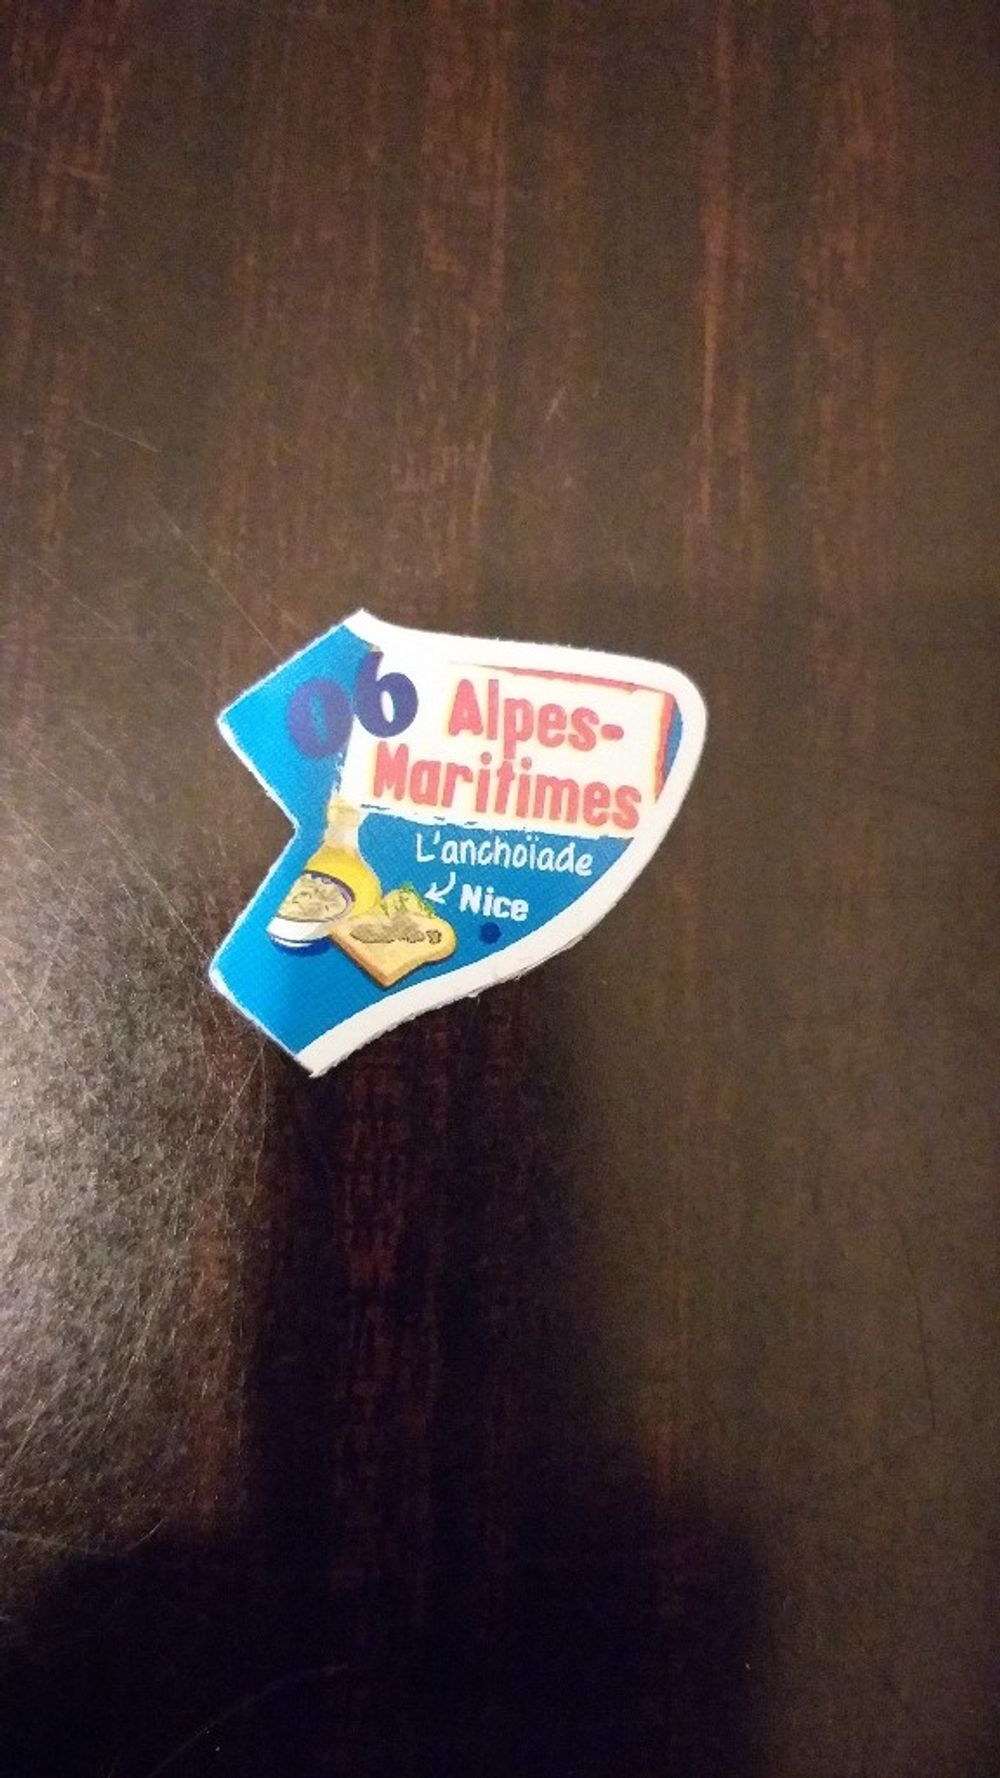 06
Alpes-
Maritimes
L'anchoïade
Nice